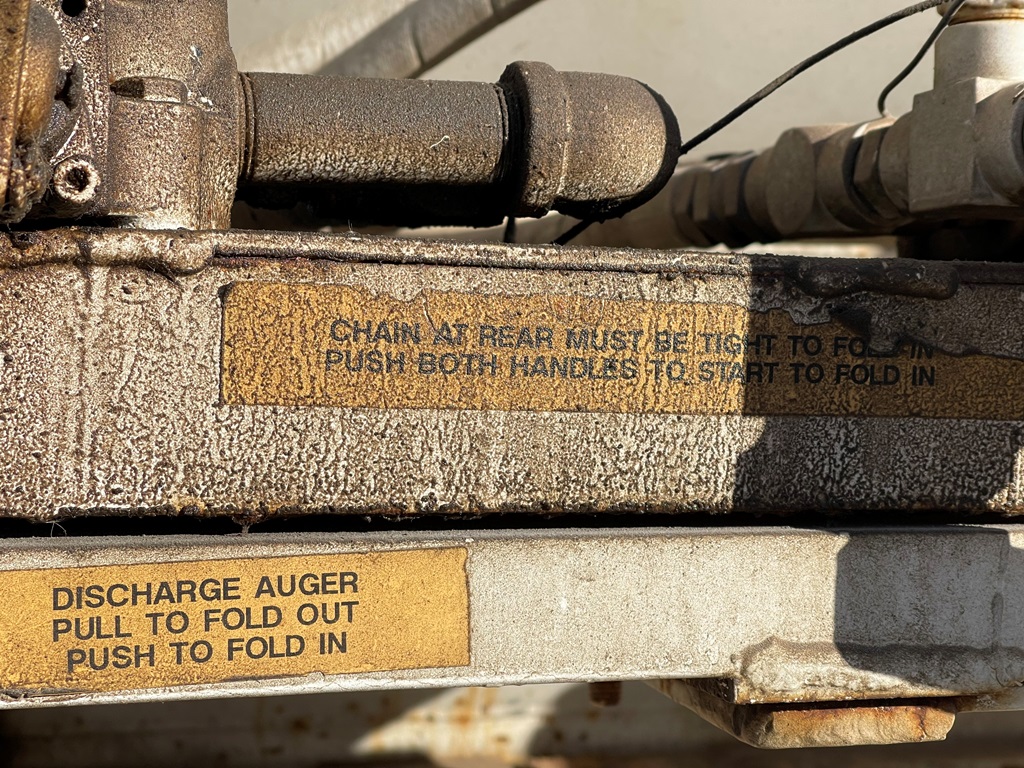 CHAIN AT REAR MUST BE TIGHT TO FOLD IN
PUSH BOTH HANDLES TO START TO FOLD IN
DISCHARGE AUGER
PULL TO FOLD OUT
PUSH TO FOLD IN